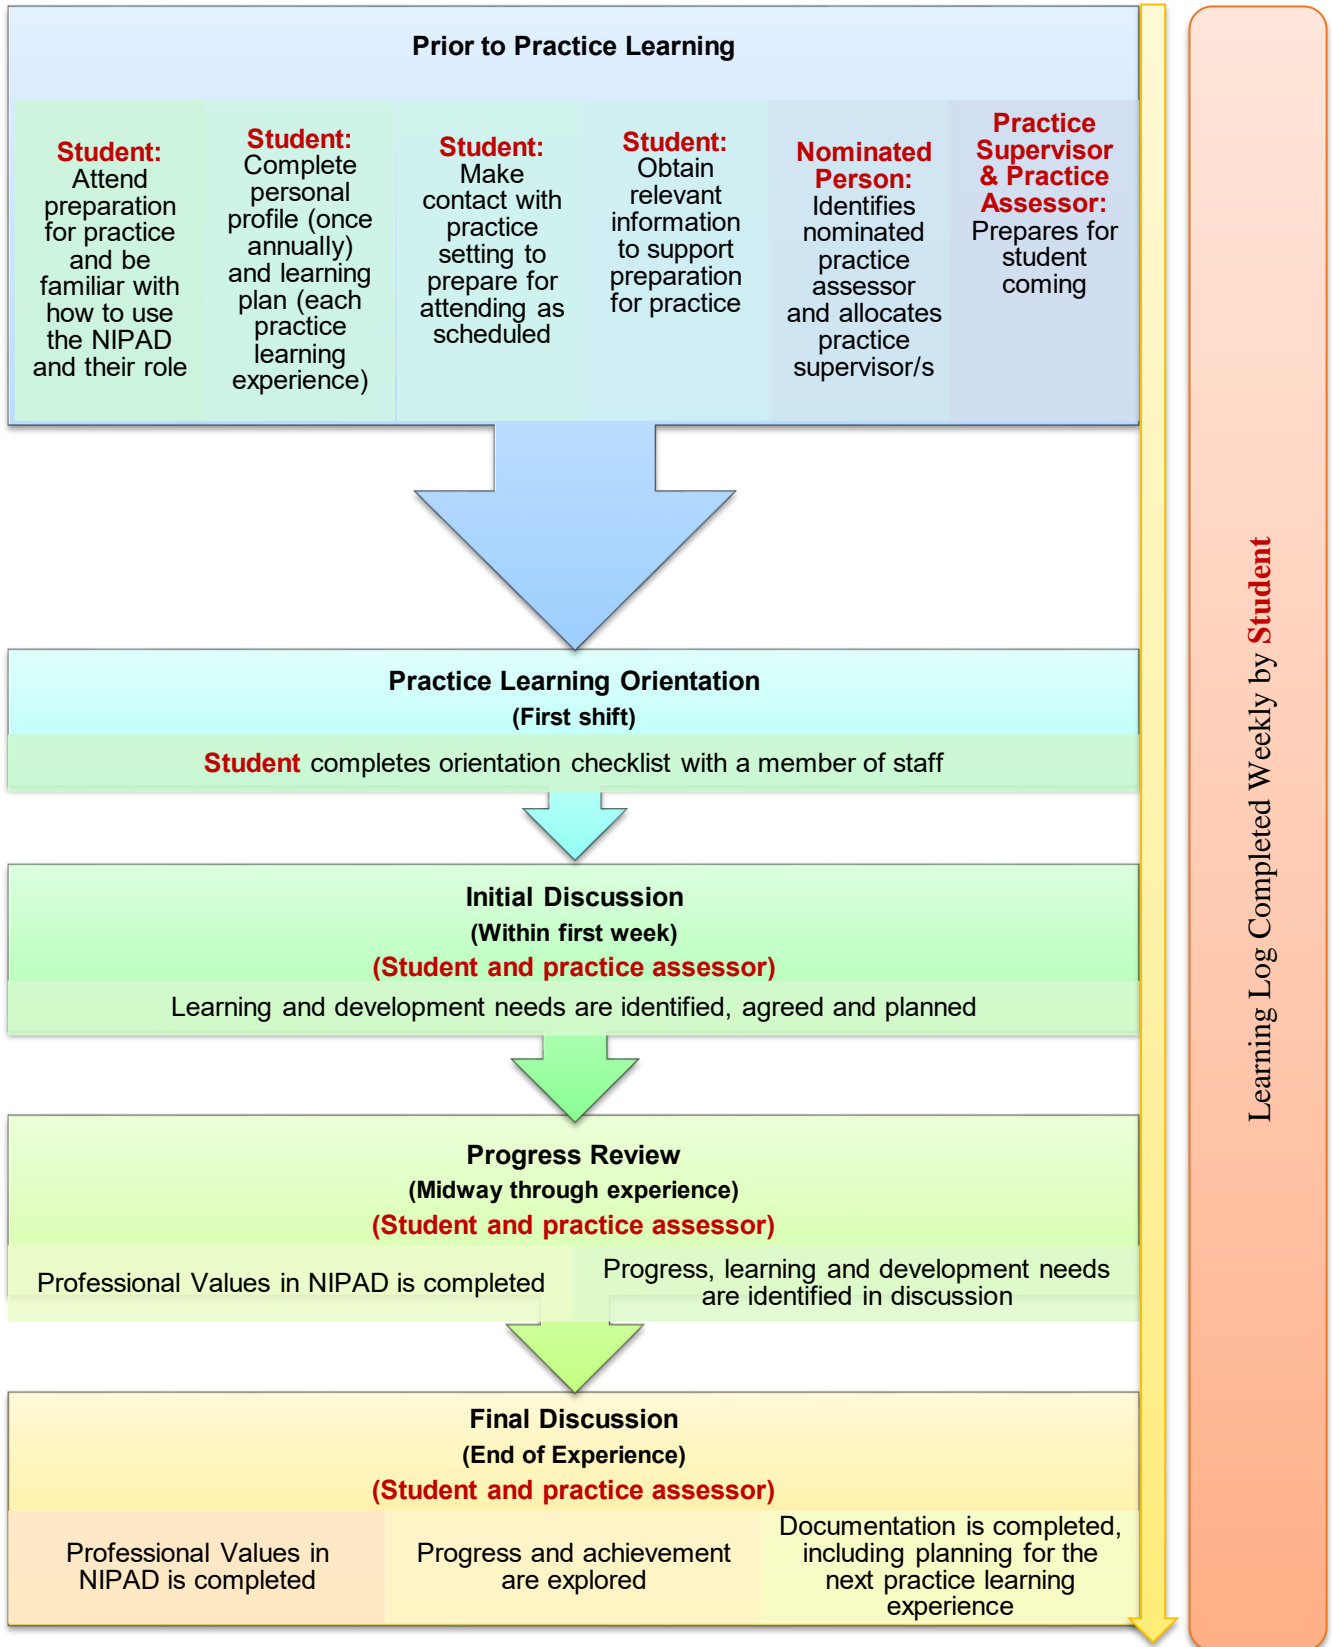 Prior to Practice Learning
Student:
Attend
preparation
for practice
and be
familiar with
how to use
the NIPAD
and their role
Student:
Complete
personal
profile (once
annually)
and learning
plan (each
practice
learning
experience)
Student:
Make
contact with
practice
setting to
prepare for
attending as
scheduled
Student:
Obtain
relevant
information
to support
preparation
for practice
Nominated
Person:
Identifies
nominated
practice
assessor
and allocates
practice
supervisor/s
Practice
Supervisor
& Practice
Assessor:
Prepares for
student
coming
Practice Learning Orientation
(First shift)
Student completes orientation checklist with a member of staff
Initial Discussion
(Within first week)
(Student and practice assessor)
Learning and development needs are identified, agreed and planned
Progress Review
(Midway through experience)
(Student and practice assessor)
Professional Values in NIPAD is completed
Progress, learning and development needs
are identified in discussion
Final Discussion
(End of Experience)
(Student and practice assessor)
Professional Values in
NIPAD is completed
Progress and achievement
are explored
Documentation is completed,
including planning for the
next practice learning
experience
Learning Log Completed Weekly by Student